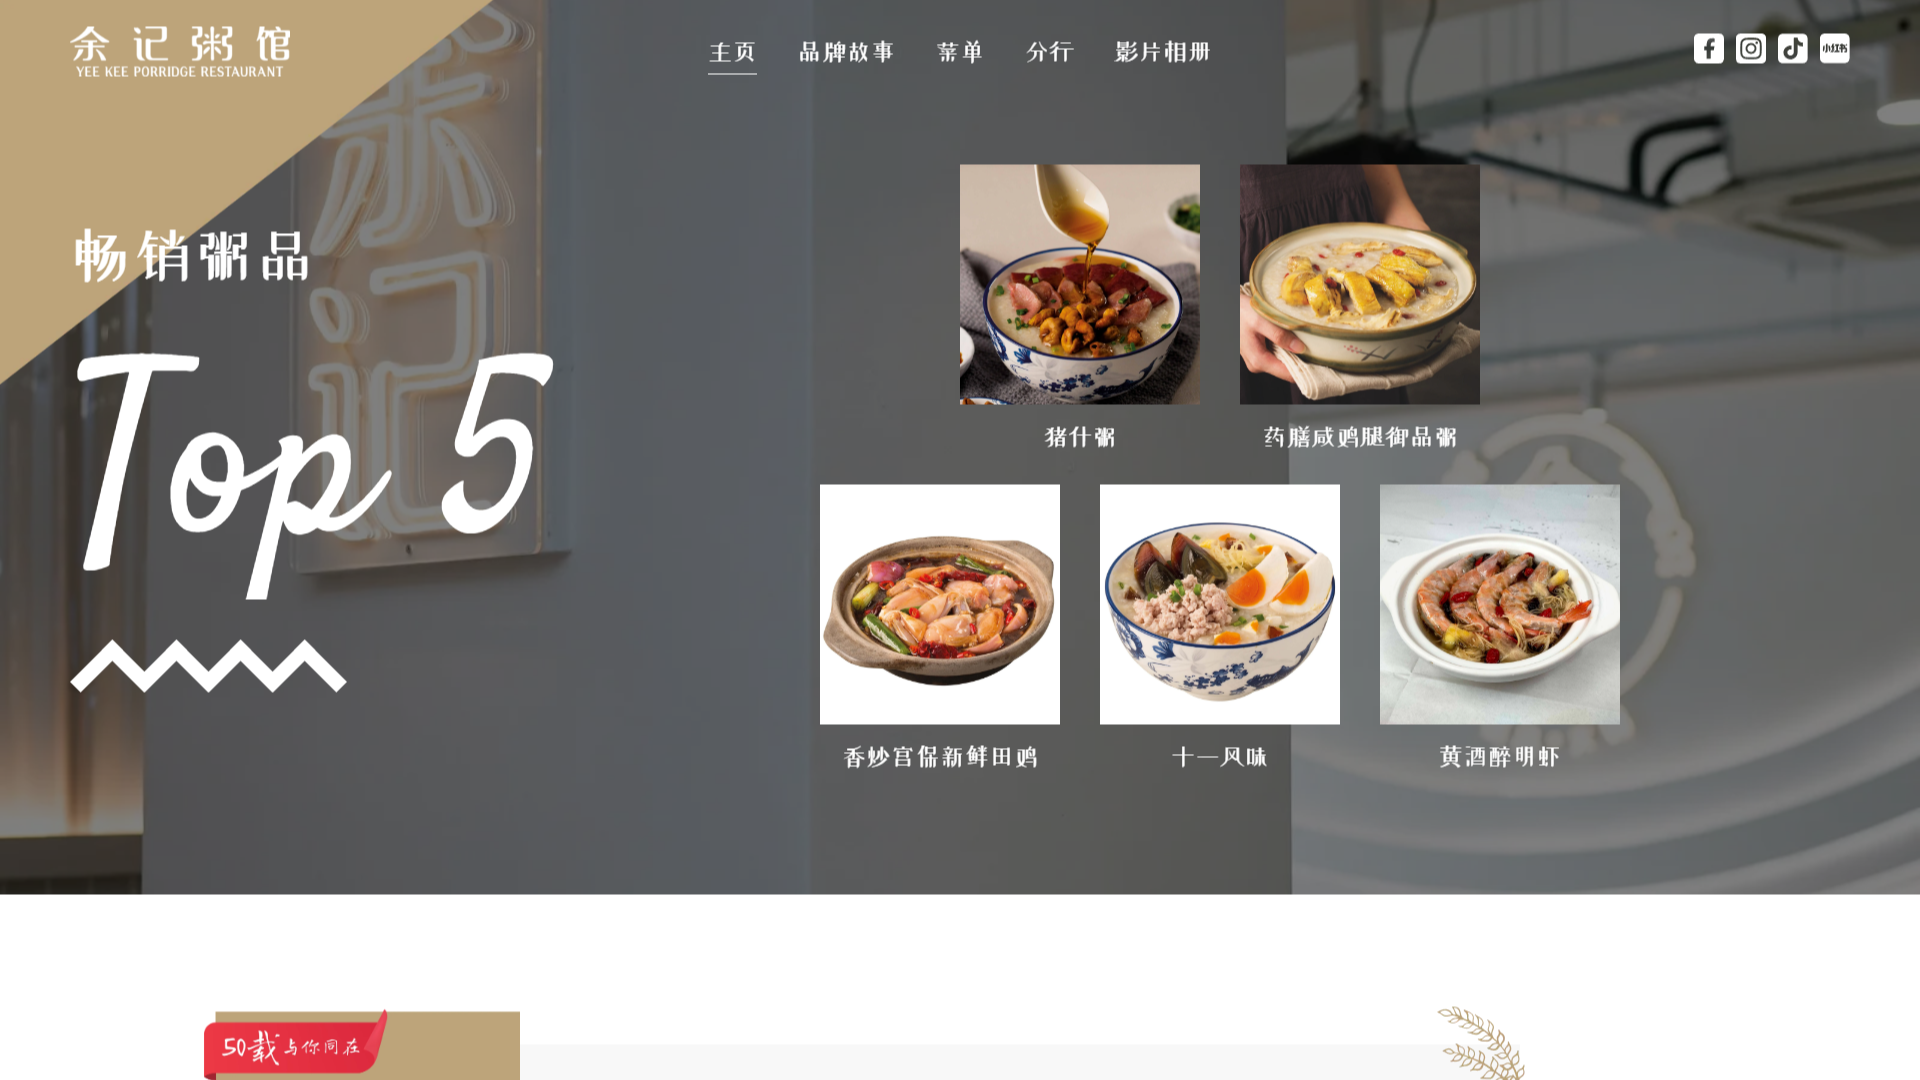 余记粥馆
YEE KEE PORRIDGE RESTAURANT
主页
品牌故事
菜单
分行
影片相册
小红书
畅销粥品
Top 5
余记
猪什粥
药膳咸鸡腿御品粥
香妙宫保新鲜田鸡
十一风味
黄酒醉明虾
50载与你同在